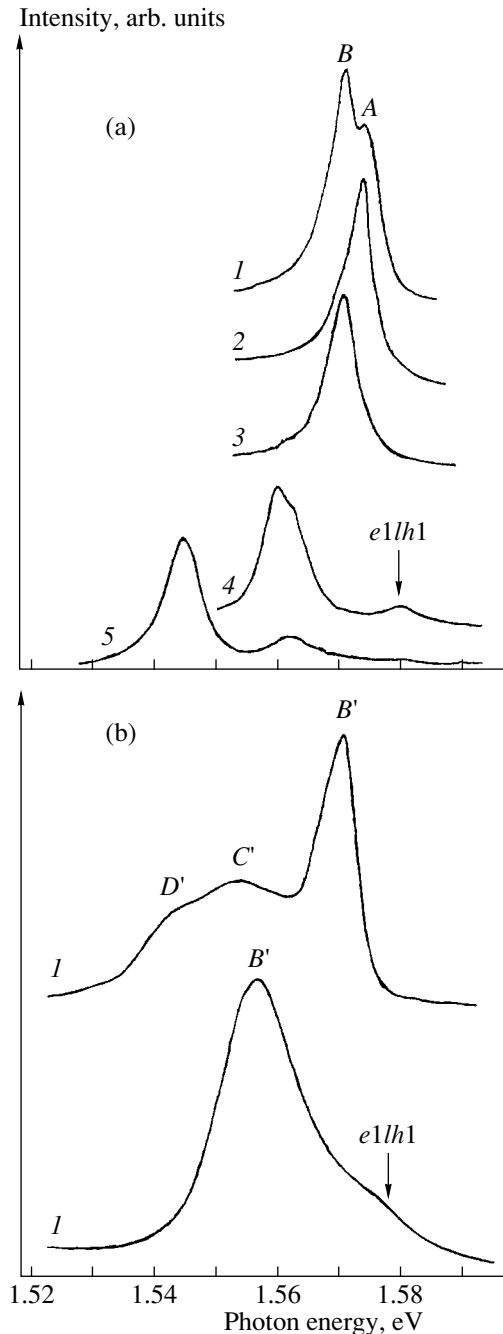 Intensity, arb. units
(a)
B
A
1
2
3
4
e1lh1
5
(b)
B'
C'
D'
1
B'
e1lh1
1
1.52 1.54 1.56 1.58
Photon energy, eV